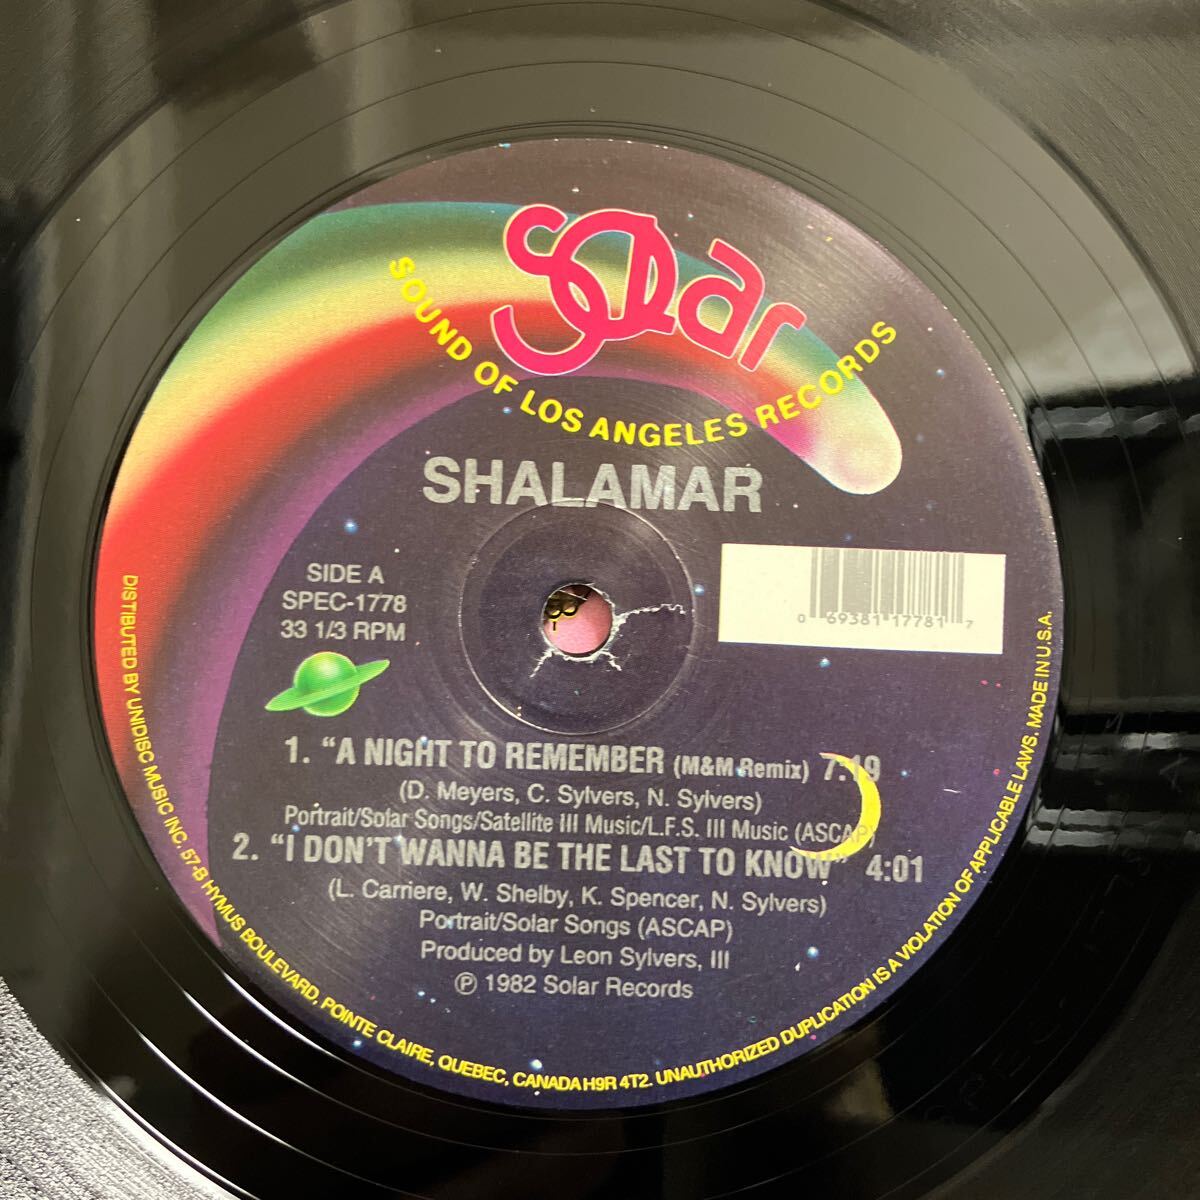 solar
SOUND OF LOS ANGELES RECORDS
SHALAMAR
SIDE A
SPEC-1778
33 1/3 RPM
0 69381 17781 7
1. “A NIGHT TO REMEMBER (M&M Remix) 7:19
(D. Meyers, C. Sylvers, N. Sylvers)
Portrait/Solar Songs/Satellite III Music/L.F.S. III Music (ASCAP)
2. “I DON'T WANNA BE THE LAST TO KNOW” 4:01
(L. Carriere, W. Shelby, K. Spencer, N. Sylvers)
Portrait/Solar Songs (ASCAP)
Produced by Leon Sylvers, III
℗ 1982 Solar Records
DISTIBUTED BY UNIDISC MUSIC INC. 57-B HYMUS BOULEVARD, POINTE CLAIRE, QUEBEC, CANADA H9R 4T2. UNAUTHORIZED DUPLICATION IS A VIOLATION OF APPLICABLE LAWS. MADE IN U.S.A.